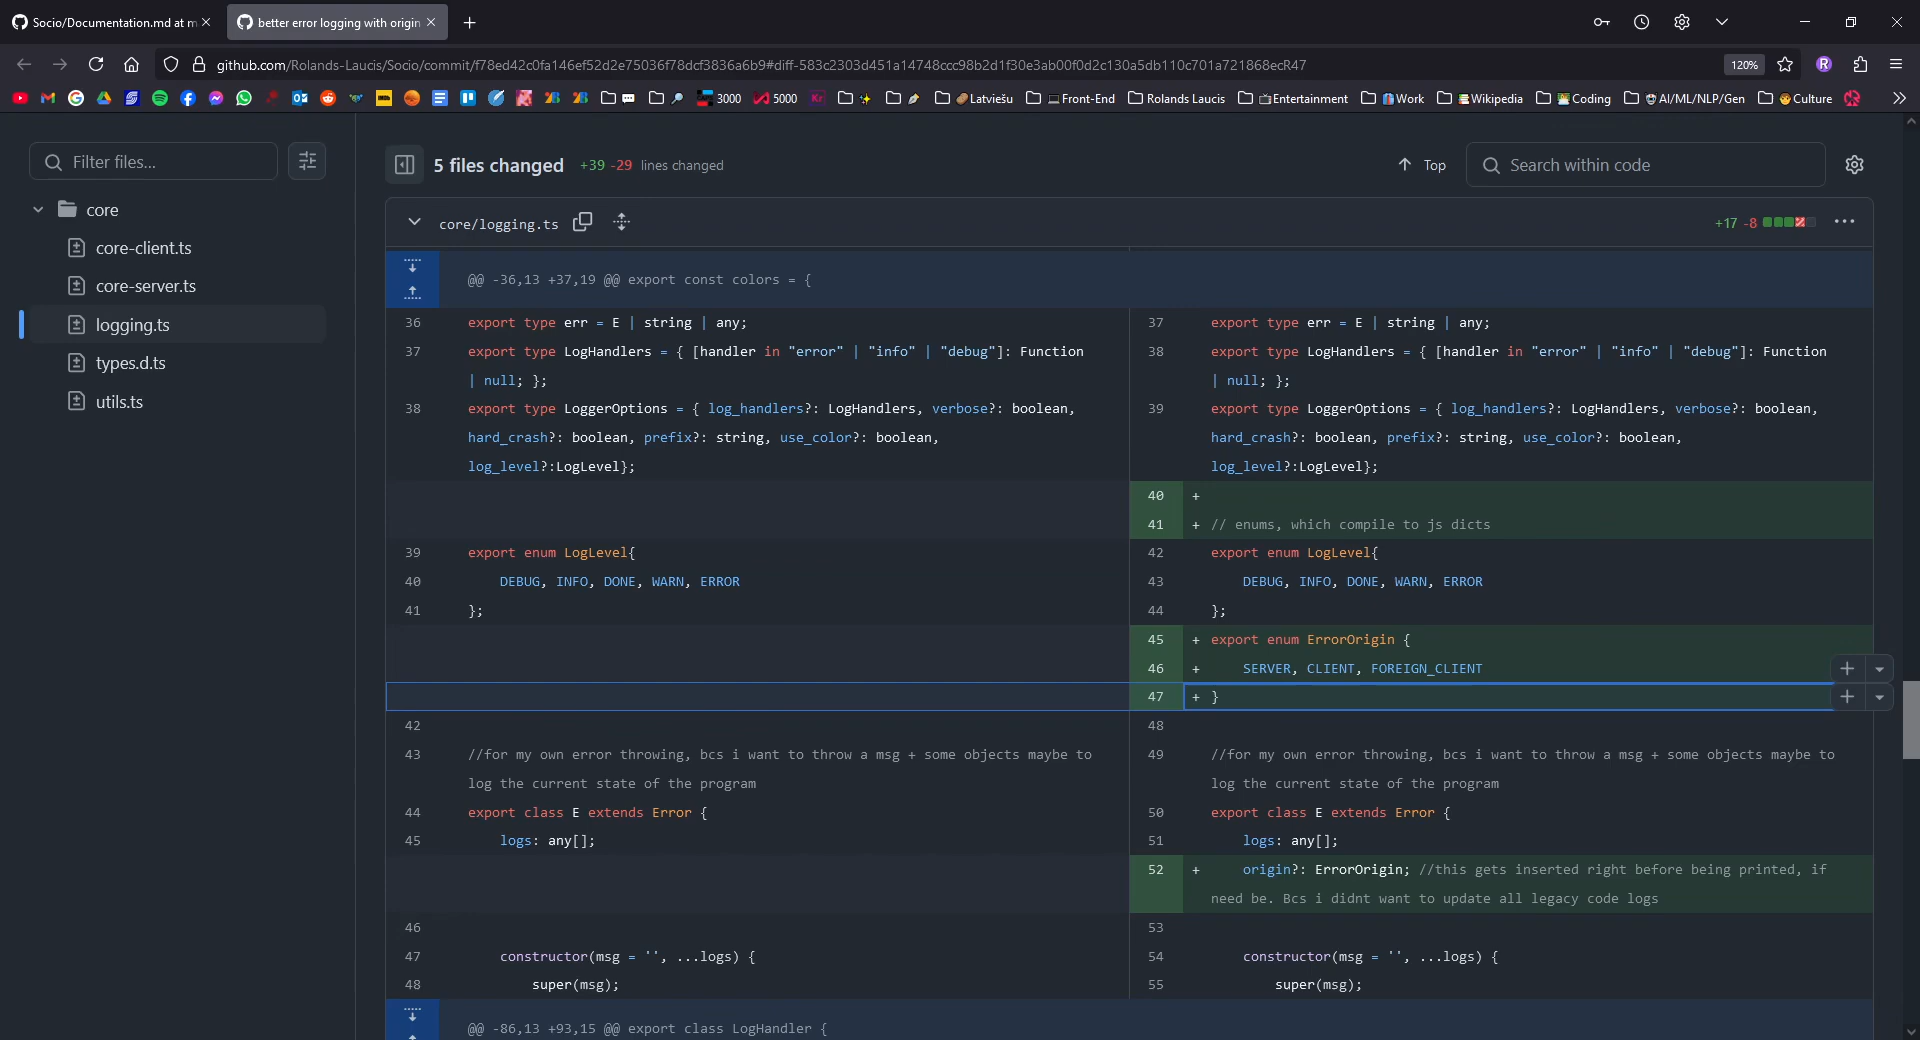 Socio/Documentation.md at m
better error logging with origin
github.com/Rolands-Laucis/Socio/commit/f78ed42c0fa146ef52d2e75036f78dcf3836a6b9#diff-583c2303d451a14748ccc98b2d1f30e3ab00f0d2c130a5db110c701a721868ecR47
120%
R
3000
5000
Kr
Latviešu
Front-End
Rolands Laucis
Entertainment
Work
Wikipedia
Coding
AI/ML/NLP/Gen
Culture
Filter files...
5 files changed +39 -29 lines changed
Top
Search within code
core
core-client.ts
core-server.ts
logging.ts
types.d.ts
utils.ts
core/logging.ts
+17 -8
@@ -36,13 +37,19 @@ export const colors = {
36 export type err = E | string | any;
37 export type LogHandlers = { [handler in "error" | "info" | "debug"]: Function
| null; };
38 export type LoggerOptions = { log_handlers?: LogHandlers, verbose?: boolean,
hard_crash?: boolean, prefix?: string, use_color?: boolean,
log_level?:LogLevel};
39 export enum LogLevel{
40 DEBUG, INFO, DONE, WARN, ERROR
41 };
42
43 //for my own error throwing, bcs i want to throw a msg + some objects maybe to
log the current state of the program
44 export class E extends Error {
45 logs: any[];
46
47 constructor(msg = '', ...logs) {
48 super(msg);
37 export type err = E | string | any;
38 export type LogHandlers = { [handler in "error" | "info" | "debug"]: Function
| null; };
39 export type LoggerOptions = { log_handlers?: LogHandlers, verbose?: boolean,
hard_crash?: boolean, prefix?: string, use_color?: boolean,
log_level?:LogLevel};
40 +
41 + // enums, which compile to js dicts
42 export enum LogLevel{
43 DEBUG, INFO, DONE, WARN, ERROR
44 };
45 + export enum ErrorOrigin {
46 + SERVER, CLIENT, FOREIGN_CLIENT
47 + }
48
49 //for my own error throwing, bcs i want to throw a msg + some objects maybe to
log the current state of the program
50 export class E extends Error {
51 logs: any[];
52 + origin?: ErrorOrigin; //this gets inserted right before being printed, if
need be. Bcs i didnt want to update all legacy code logs
53
54 constructor(msg = '', ...logs) {
55 super(msg);
@@ -86,13 +93,15 @@ export class LogHandler {